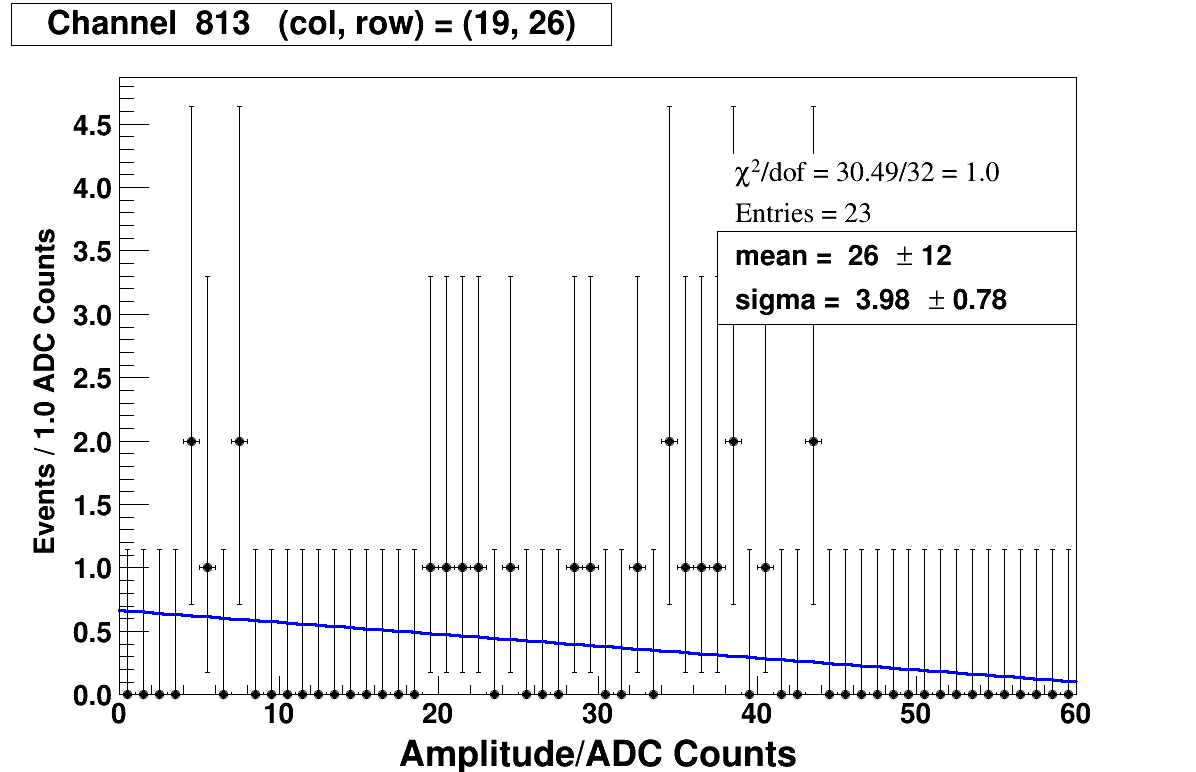 Channel 813 (col, row) = (19, 26)
4.5
4.0
3.5
3.0
2.5
2.0
1.5
1.0
0.5
0.0
Events / 1.0 ADC Counts
χ²/dof = 30.49/32 = 1.0
Entries = 23
mean = 26 ± 12
sigma = 3.98 ± 0.78
0 10 20 30 40 50 60
Amplitude/ADC Counts